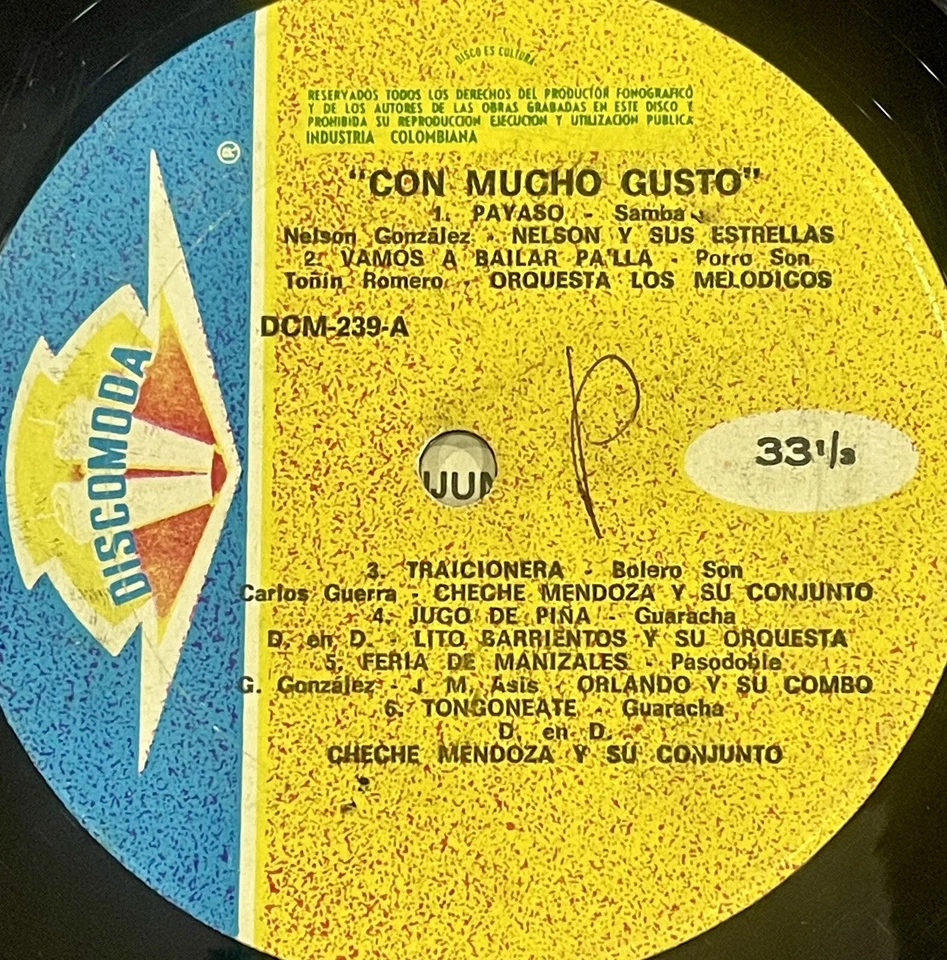 DISCO ES CULTURA
RESERVADOS TODOS LOS DERECHOS DEL PRODUCTOR FONOGRAFICO
Y DE LOS AUTORES DE LAS OBRAS GRABADAS EN ESTE DISCO Y
PROHIBIDA SU REPRODUCCION EJECUCION Y UTILIZACION PUBLICA
INDUSTRIA COLOMBIANA
®
"CON MUCHO GUSTO"
1. PAYASO - Samba
Nelson González - NELSON Y SUS ESTRELLAS
2. VAMOS A BAILAR PA'LLA - Porro Son
Toñin Romero - ORQUESTA LOS MELODICOS
DCM-239-A
DISCOMODA
P
33 1/3
3. TRAICIONERA - Bolero Son
Carlos Guerra - CHECHE MENDOZA Y SU CONJUNTO
4. JUGO DE PIÑA - Guaracha
D. en D. - LITO BARRIENTOS Y SU ORQUESTA
5. FERIA DE MANIZALES - Pasodoble
G. González - J. M. Asis - ORLANDO Y SU COMBO
6. TONGONEATE - Guaracha
D. en D.
CHECHE MENDOZA Y SU CONJUNTO